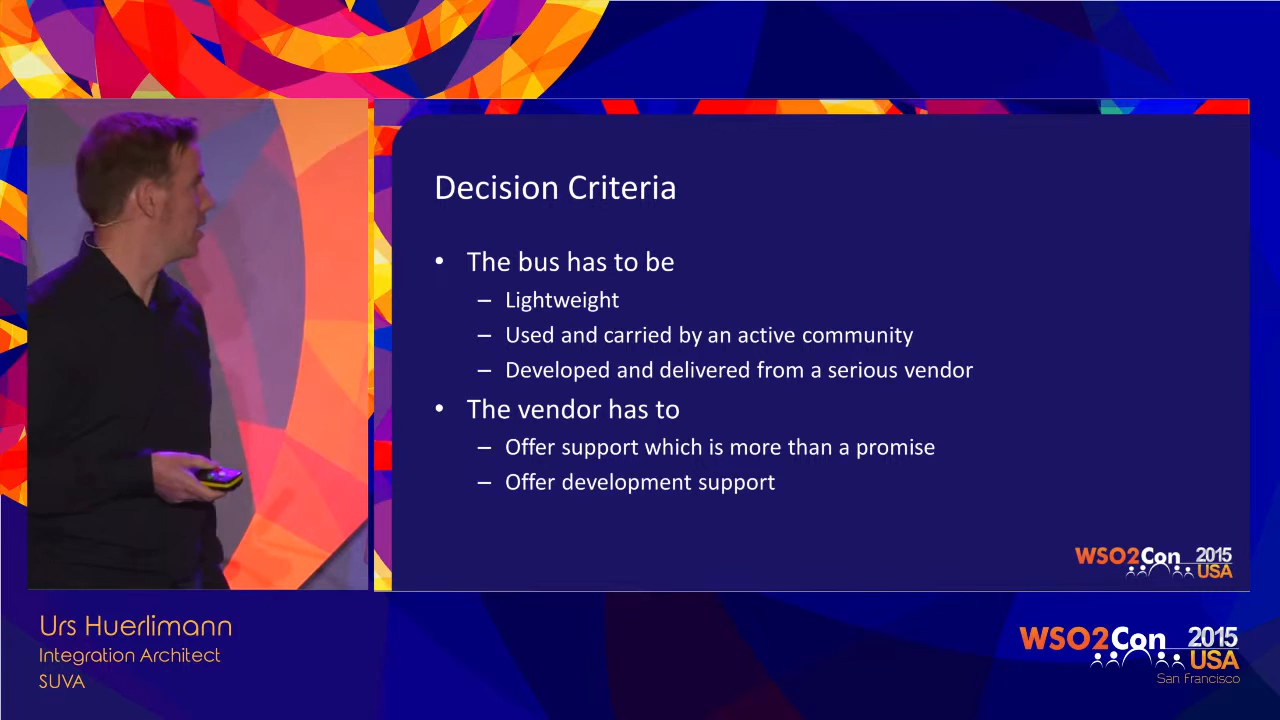 Decision Criteria
• The bus has to be
– Lightweight
– Used and carried by an active community
– Developed and delivered from a serious vendor
• The vendor has to
– Offer support which is more than a promise
– Offer development support
WSO2Con 2015
USA
Urs Huerlimann
Integration Architect
SUVA
WSO2Con 2015
USA
San Francisco